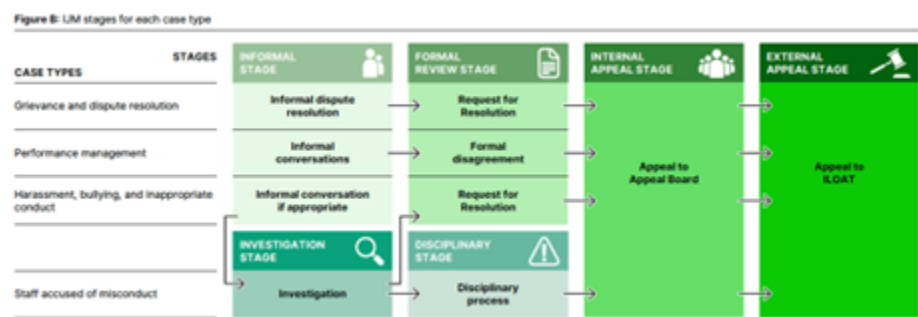 Figure B: IJM stages for each case type
STAGES
CASE TYPES
INFORMAL
STAGE
FORMAL
REVIEW STAGE
INTERNAL
APPEAL STAGE
EXTERNAL
APPEAL STAGE
Grievance and dispute resolution
Informal dispute
resolution
Request for
Resolution
Performance management
Informal
conversations
Formal
disagreement
Appeal to
Appeal Board
Appeal to
ILOAT
Harassment, bullying, and inappropriate
conduct
Informal conversation
if appropriate
Request for
Resolution
INVESTIGATION
STAGE
DISCIPLINARY
STAGE
Staff accused of misconduct
Investigation
Disciplinary
process